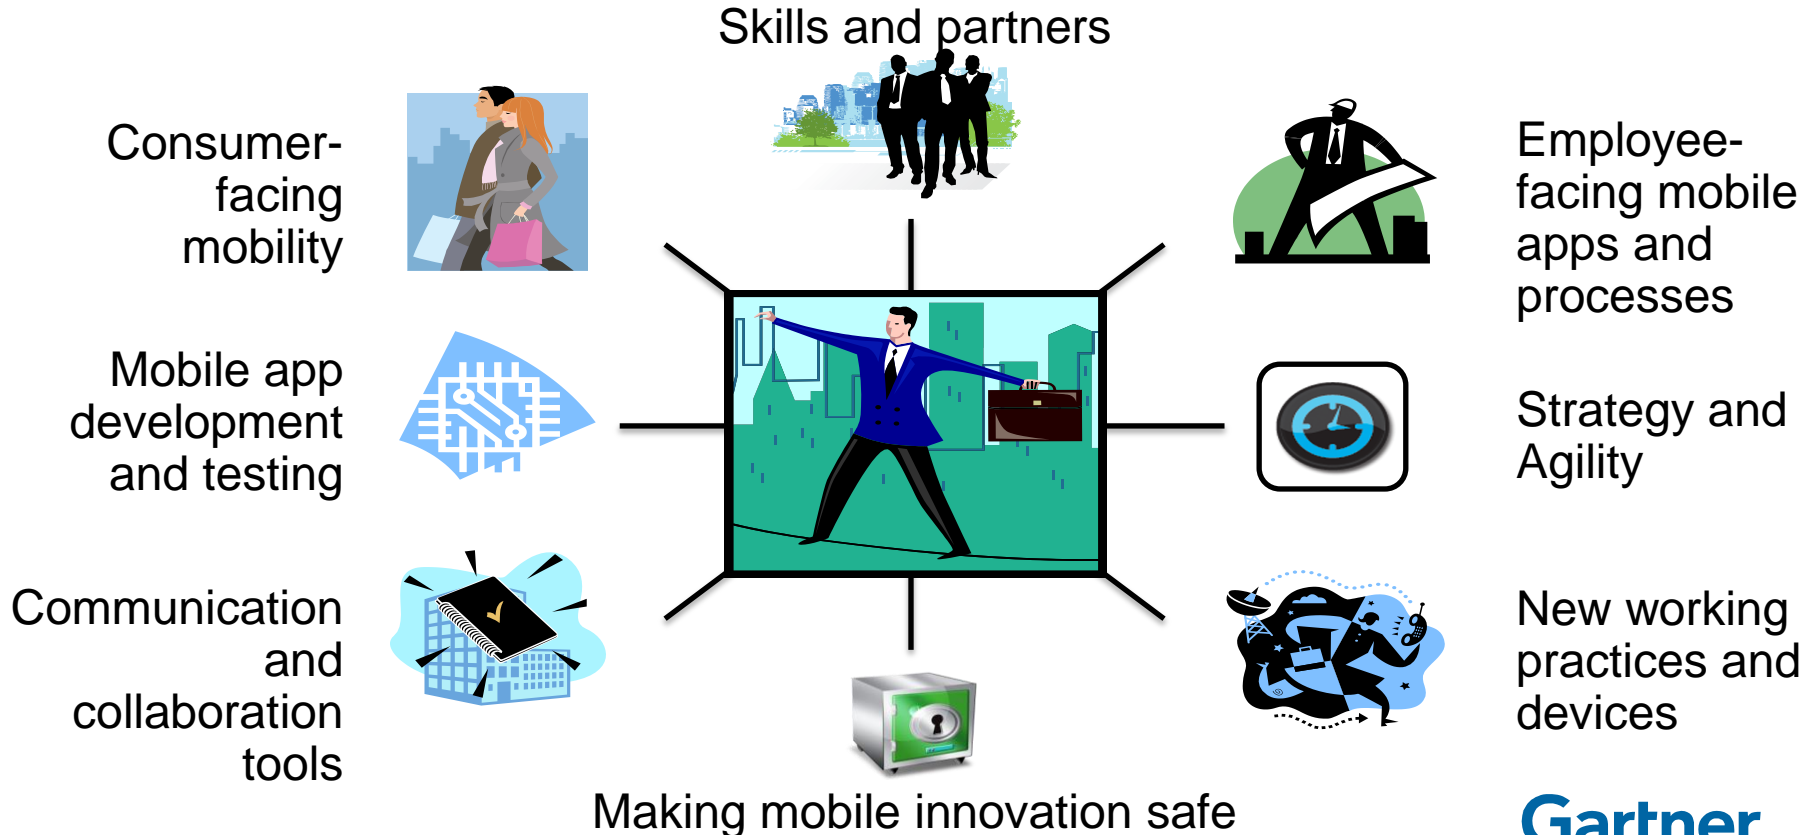 Skills and partners
Consumer-
facing
mobility
Employee-
facing mobile
apps and
processes
Mobile app
development
and testing
Strategy and
Agility
Communication
and
collaboration
tools
New working
practices and
devices
Making mobile innovation safe
Gartner